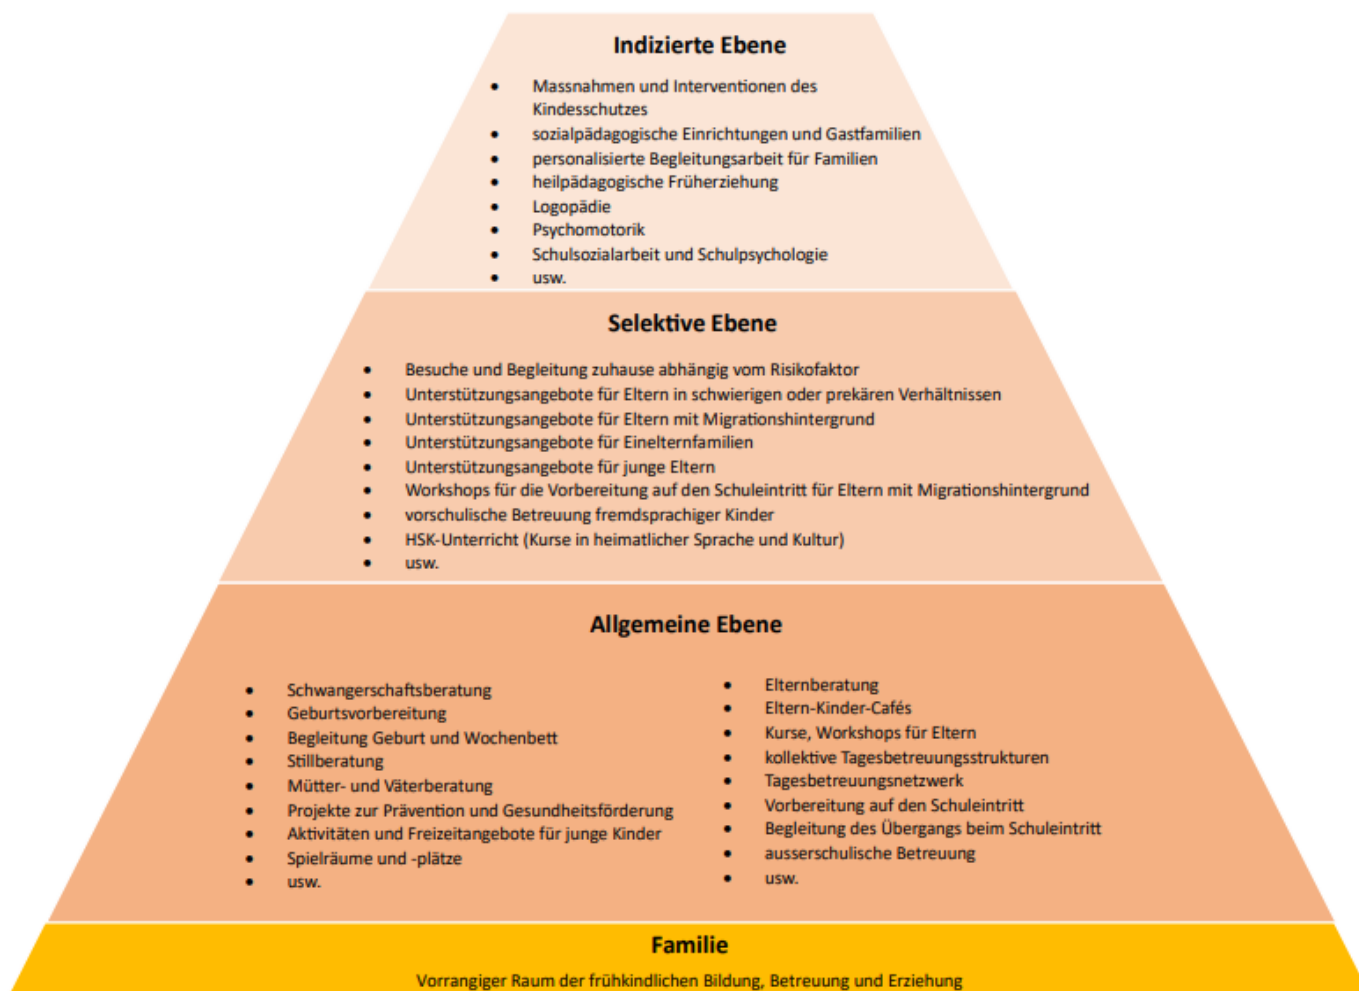 Indizierte Ebene
• Massnahmen und Interventionen des
Kindesschutzes
• sozialpädagogische Einrichtungen und Gastfamilien
• personalisierte Begleitungsarbeit für Familien
• heilpädagogische Früherziehung
• Logopädie
• Psychomotorik
• Schulsozialarbeit und Schulpsychologie
• usw.
Selektive Ebene
• Besuche und Begleitung zuhause abhängig vom Risikofaktor
• Unterstützungsangebote für Eltern in schwierigen oder prekären Verhältnissen
• Unterstützungsangebote für Eltern mit Migrationshintergrund
• Unterstützungsangebote für Einelternfamilien
• Unterstützungsangebote für junge Eltern
• Workshops für die Vorbereitung auf den Schuleintritt für Eltern mit Migrationshintergrund
• vorschulische Betreuung fremdsprachiger Kinder
• HSK-Unterricht (Kurse in heimatlicher Sprache und Kultur)
• usw.
Allgemeine Ebene
• Schwangerschaftsberatung
• Geburtsvorbereitung
• Begleitung Geburt und Wochenbett
• Stillberatung
• Mütter- und Väterberatung
• Projekte zur Prävention und Gesundheitsförderung
• Aktivitäten und Freizeitangebote für junge Kinder
• Spielräume und -plätze
• usw.
• Elternberatung
• Eltern-Kinder-Cafés
• Kurse, Workshops für Eltern
• kollektive Tagesbetreuungsstrukturen
• Tagesbetreuungsnetzwerk
• Vorbereitung auf den Schuleintritt
• Begleitung des Übergangs beim Schuleintritt
• ausserschulische Betreuung
• usw.
Familie
Vorrangiger Raum der frühkindlichen Bildung, Betreuung und Erziehung